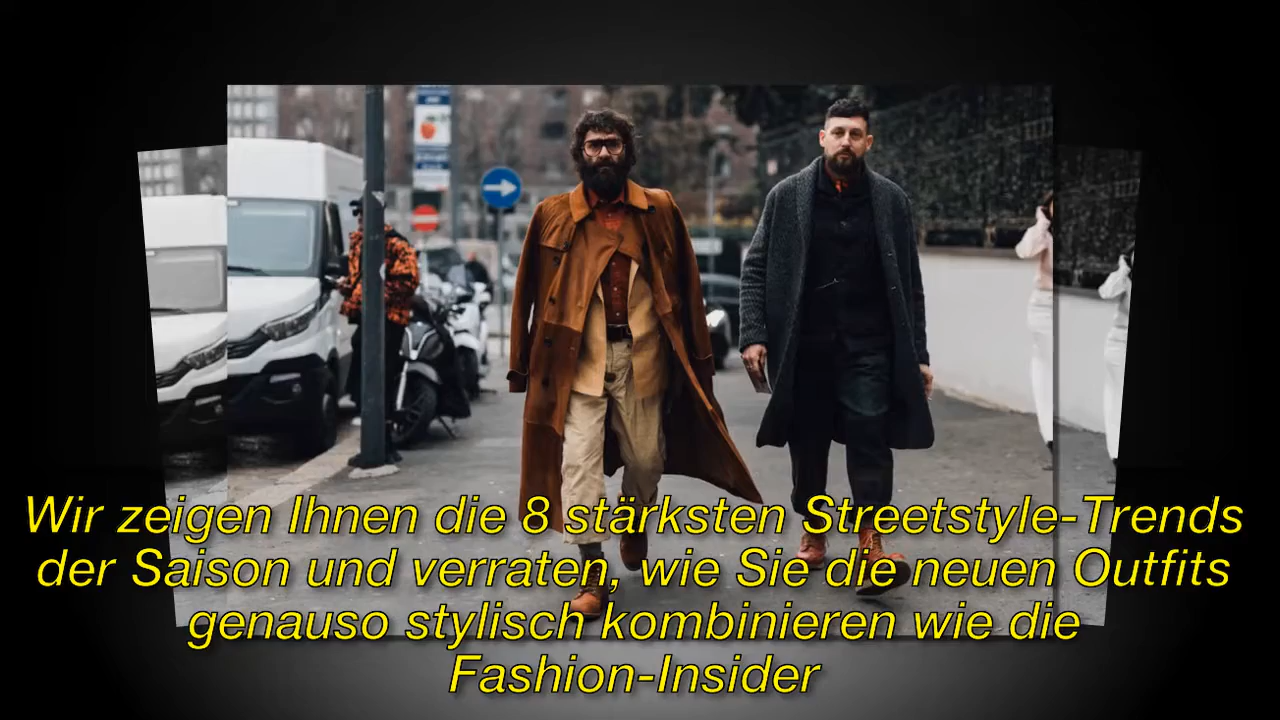 Wir zeigen Ihnen die 8 stärksten Streetstyle-Trends
der Saison und verraten, wie Sie die neuen Outfits
genauso stylisch kombinieren wie die
Fashion-Insider